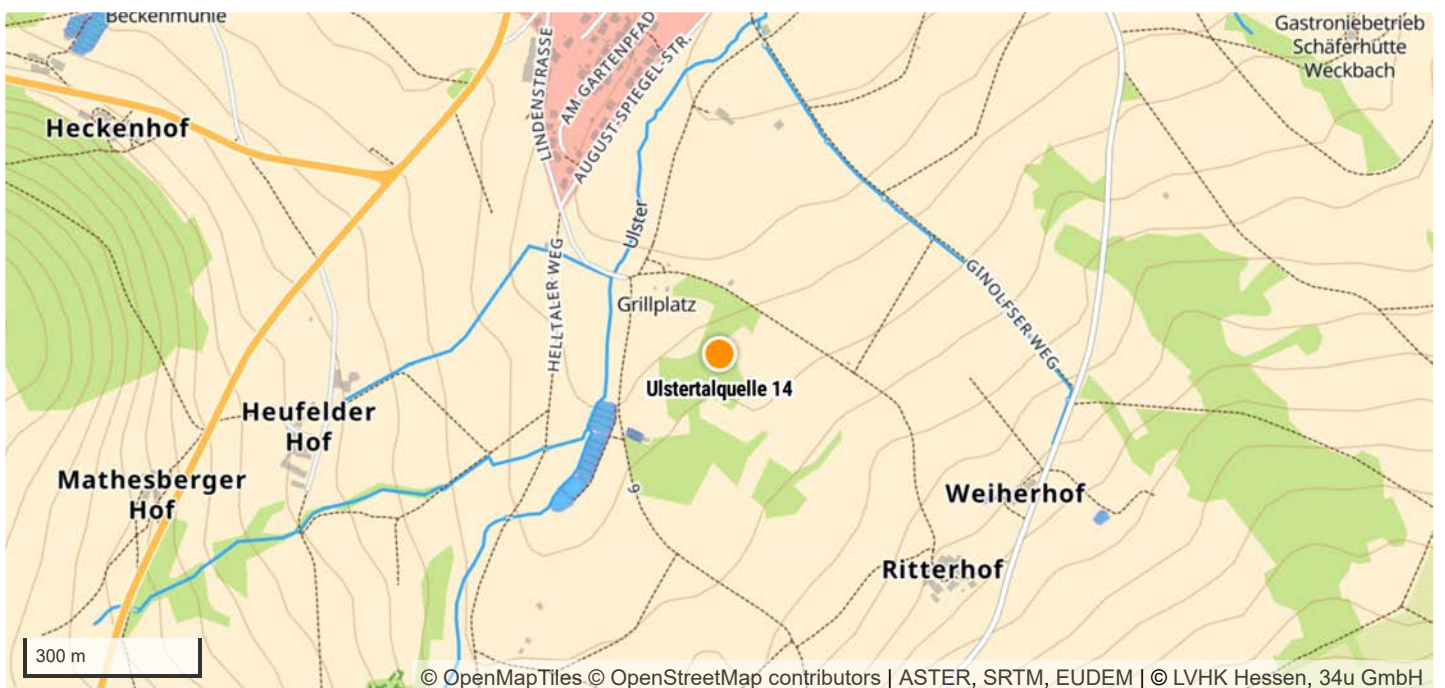 Beckenmühle
Heckenhof
LINDENSTRASSE
AM GARTENPFAD
AUGUST-SPIEGEL-STR.
Gastroniebetrieb
Schäferhütte
Weckbach
Ulster
HELLTALER WEG
GINOLFSER WEG
Grillplatz
Ulstertalquelle 14
Heufelder
Hof
Mathesberger
Hof
9
Weiherhof
Ritterhof
300 m
© OpenMapTiles © OpenStreetMap contributors | ASTER, SRTM, EUDEM | © LVHK Hessen, 34u GmbH